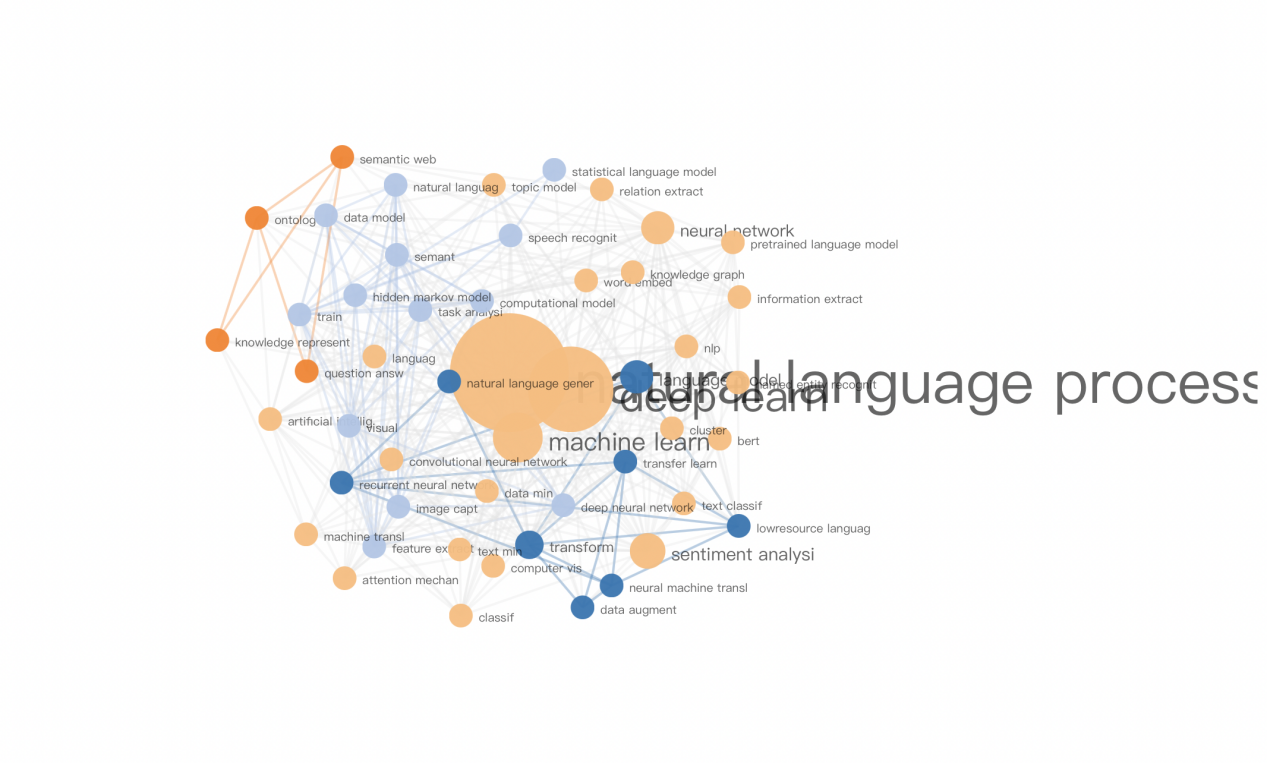 semantic web
statistical language model
natural languag
topic model
relation extract
ontolog
data model
neural network
speech recognit
pretrained language model
semant
knowledge graph
word embed
hidden markov model
computational model
information extract
task analysi
train
knowledge represent
nlp
languag
question answ
natural language gener
language model
named entity recognit
natural language process
deep learn
artificial intellig
visual
cluster
machine learn
bert
convolutional neural network
transfer learn
recurrent neural netw
data min
image capt
deep neural network
text classif
lowresource languag
machine transl
feature extract
text min
transform
sentiment analysi
computer vis
attention mechan
neural machine transl
data augment
classif